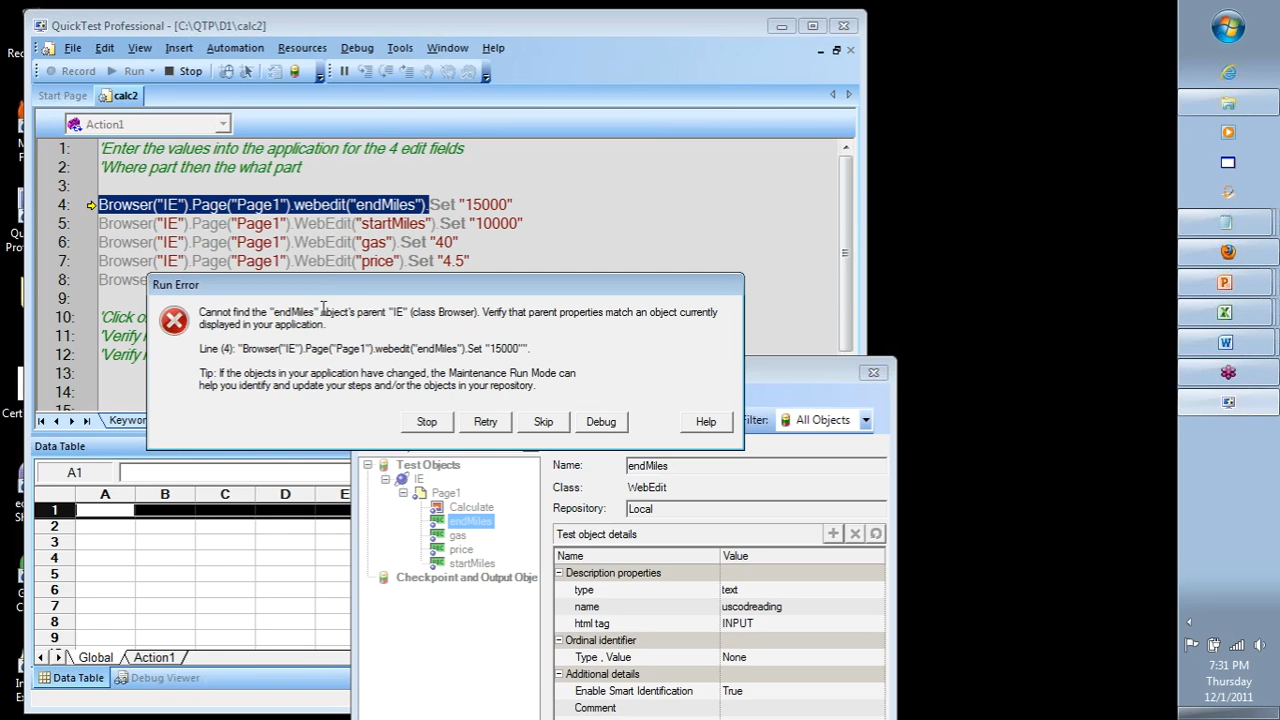 QuickTest Professional - [C:\QTP\D1\calc2]
File Edit View Insert Automation Resources Debug Tools Window Help
Record Run Stop
Start Page calc2
Action1
1: 'Enter the values into the application for the 4 edit fields
2: 'Where part then the what part
3:
4: Browser("IE").Page("Page1").webedit("endMiles").Set "15000"
5: Browser("IE").Page("Page1").WebEdit("startMiles").Set "10000"
6: Browser("IE").Page("Page1").WebEdit("gas").Set "40"
7: Browser("IE").Page("Page1").WebEdit("price").Set "4.5"
8: Browse
9:
10: 'Click o
11: 'Verify
12: 'Verify
13:
14:
15:
Keywor
Run Error
Cannot find the "endMiles" object's parent "IE" (class Browser). Verify that parent properties match an object currently
displayed in your application.
Line (4): "Browser("IE").Page("Page1").webedit("endMiles").Set "15000"".
Tip: If the objects in your application have changed, the Maintenance Run Mode can
help you identify and update your steps and/or the objects in your repository.
Stop Retry Skip Debug Help
Filter: All Objects
Data Table
A1
A B C D E
1
2
3
4
5
6
7
8
9
Global Action1
Data Table Debug Viewer
Test Objects
IE
Page1
Calculate
endMiles
gas
price
startMiles
Checkpoint and Output Obje
Name: endMiles
Class: WebEdit
Repository: Local
Test object details
Name Value
Description properties
type text
name uscodreading
html tag INPUT
Ordinal identifier
Type , Value None
Additional details
Enable Smart Identification True
Comment
7:31 PM
Thursday
12/1/2011